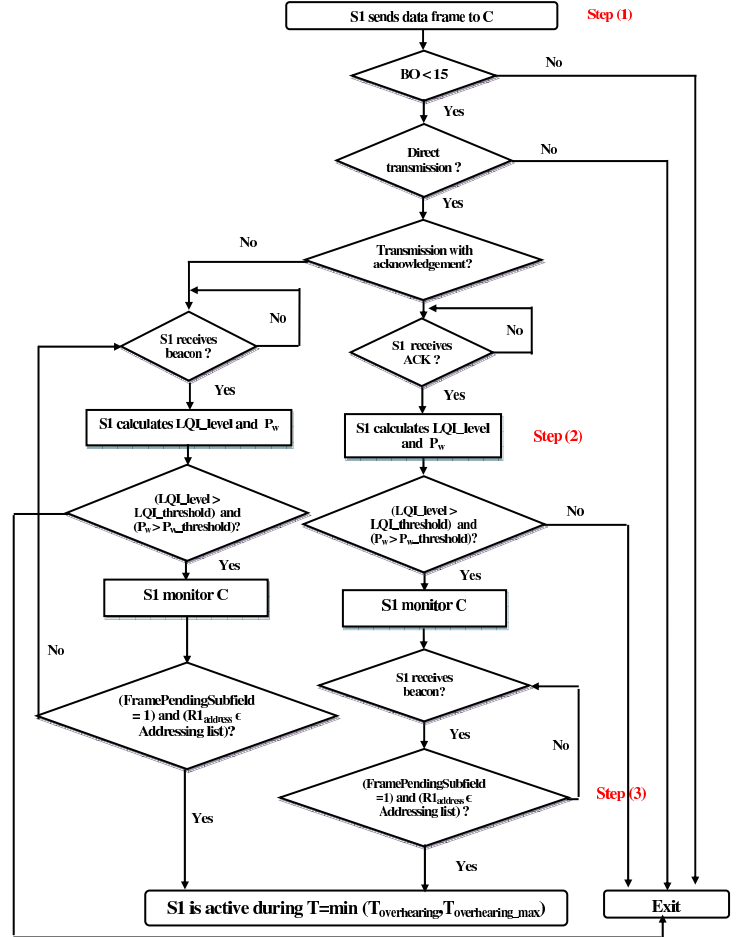 S1 sends data frame to C
Step (1)
BO < 15
No
Yes
Direct
transmission ?
No
Yes
Transmission with
acknowledgement?
No
S1 receives
beacon ?
No
Yes
S1 receives
ACK ?
No
Yes
S1 calculates LQI_level and Pw
S1 calculates LQI_level
and Pw
Step (2)
(LQI_level >
LQI_threshold) and
(Pw > Pw_threshold)?
Yes
(LQI_level >
LQI_threshold) and
(Pw > Pw_threshold)?
No
Yes
S1 monitor C
S1 monitor C
No
S1 receives
beacon?
Yes
No
(FramePendingSubfield
= 1) and (R1address ϵ
Addressing list)?
Yes
(FramePendingSubfield
=1) and (R1address ϵ
Addressing list) ?
Step (3)
Yes
S1 is active during T=min (Toverhearing,Toverhearing_max)
Exit